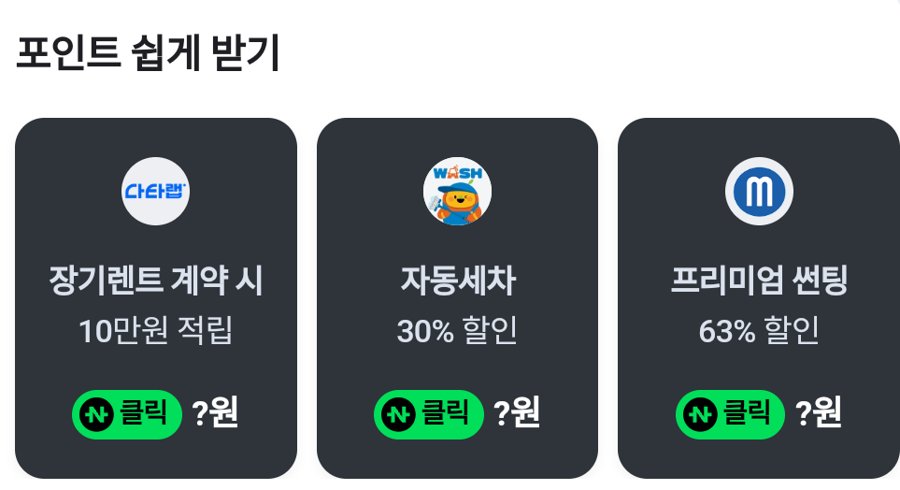 포인트 쉽게 받기
다타랩
장기렌트 계약 시
10만원 적립
N 클릭 ?원
WASH
자동세차
30% 할인
N 클릭 ?원
m
프리미엄 썬팅
63% 할인
N 클릭 ?원